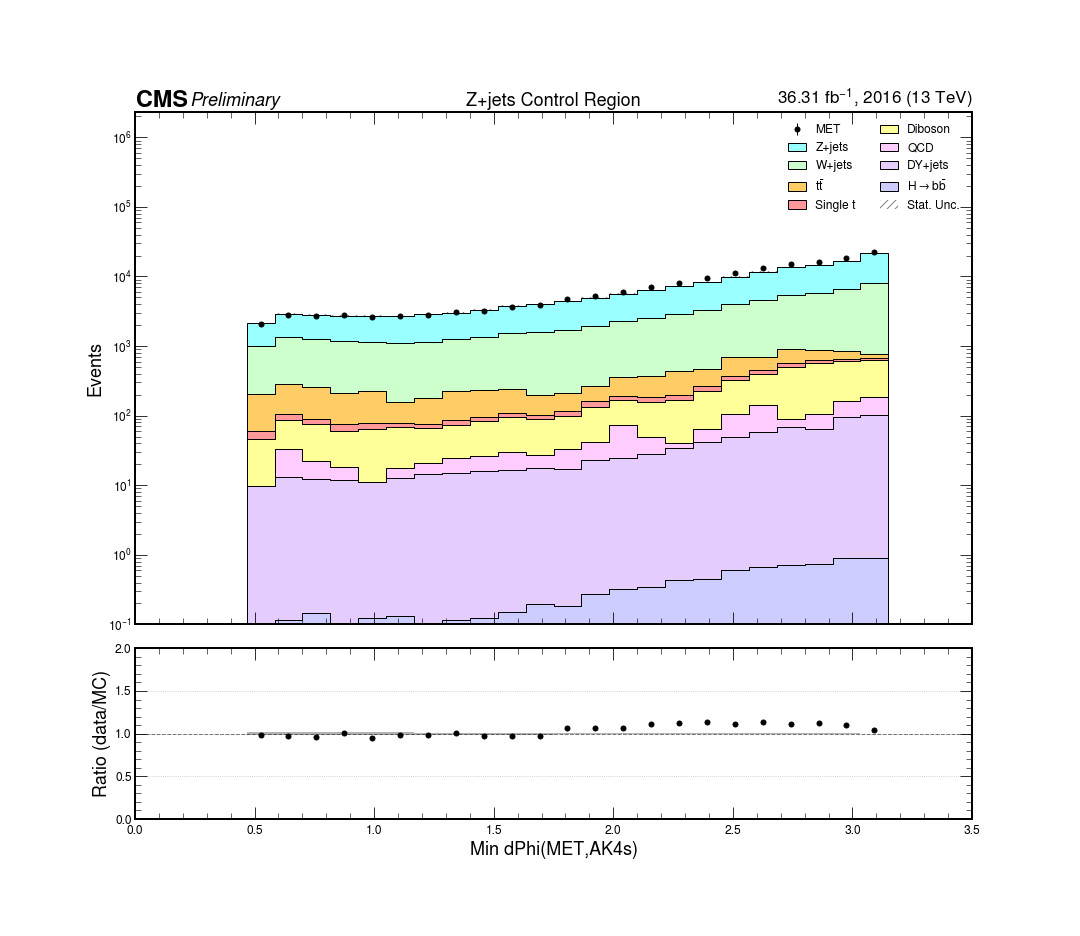 CMS Preliminary Z+jets Control Region 36.31 fb⁻¹, 2016 (13 TeV)
MET Diboson
Z+jets QCD
W+jets DY+jets
tt̄ H→bb̄
Single t Stat. Unc.
10⁶
10⁵
10⁴
10³
10²
10¹
10⁰
10⁻¹
Events
2.0
1.5
1.0
0.5
0.0
Ratio (data/MC)
0.0 0.5 1.0 1.5 2.0 2.5 3.0 3.5
Min dPhi(MET,AK4s)